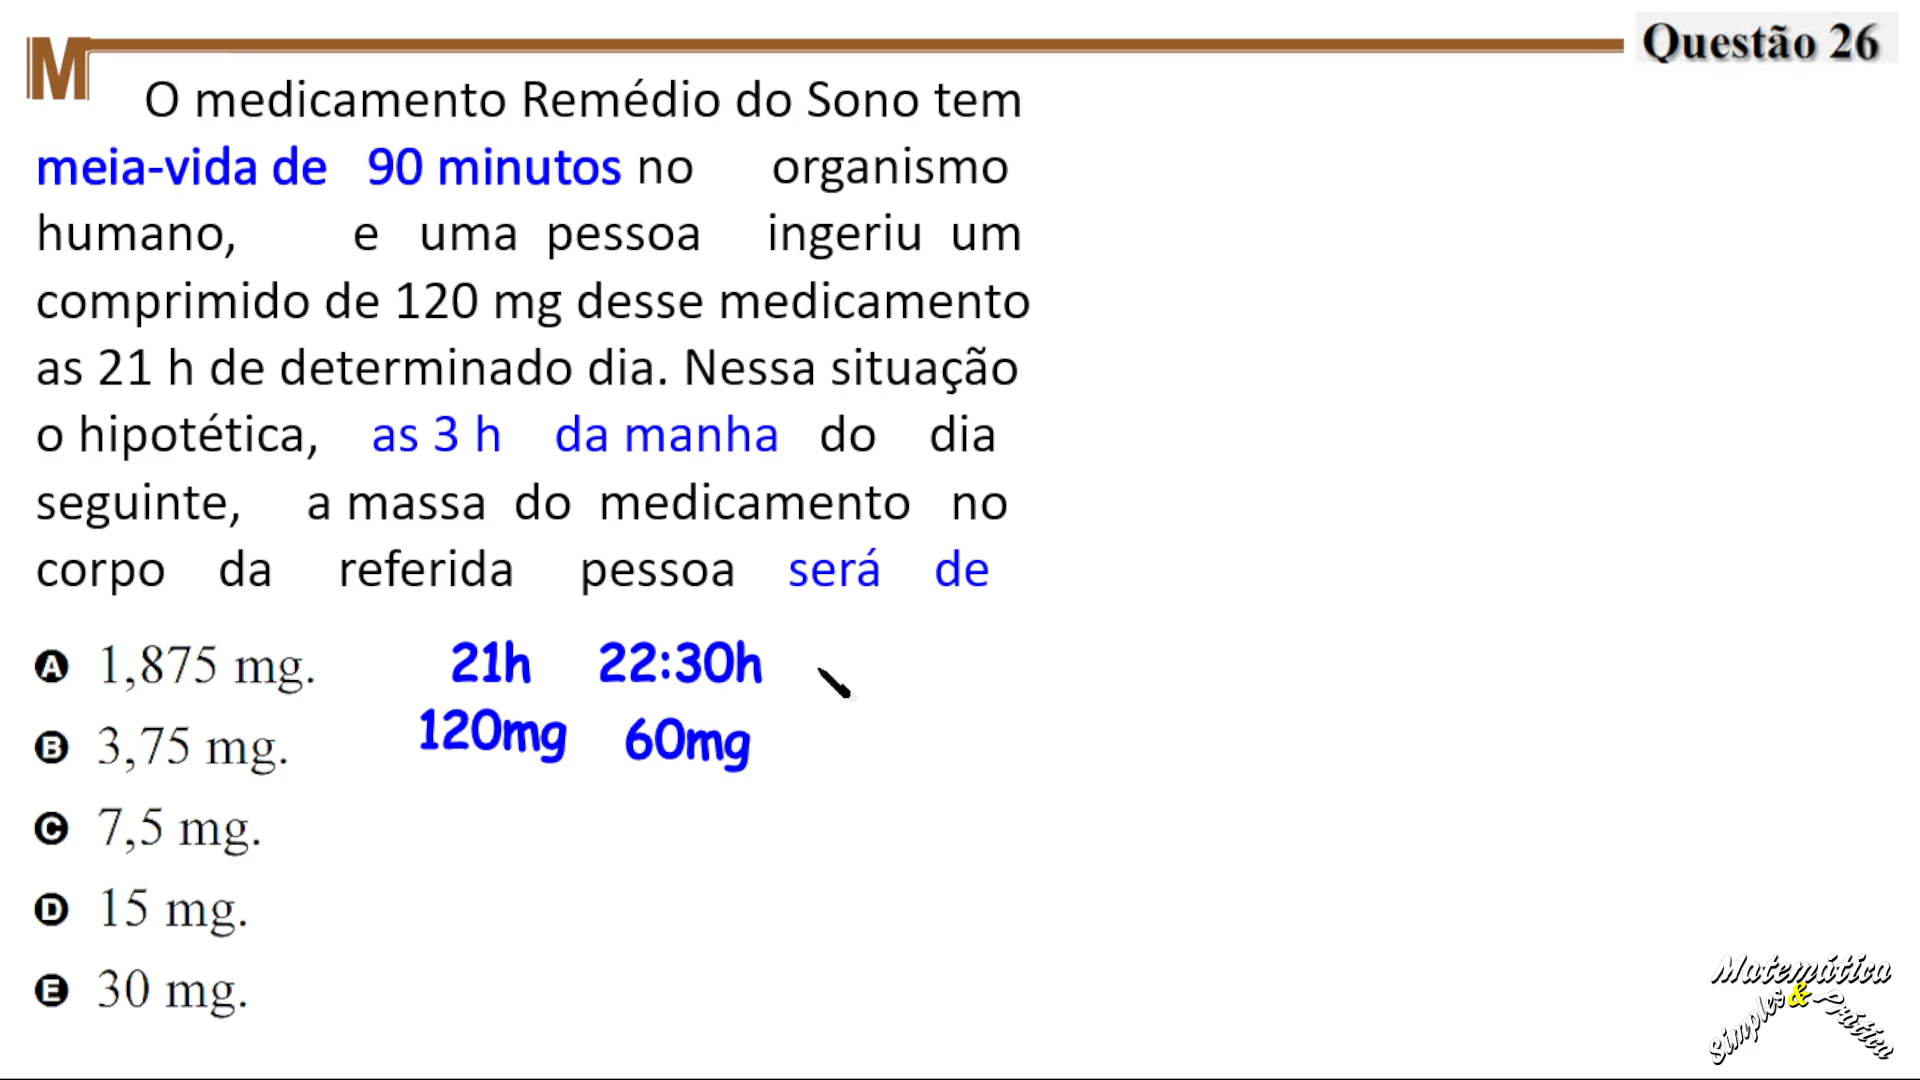 M
Questão 26
O medicamento Remédio do Sono tem
meia-vida de 90 minutos no organismo
humano, e uma pessoa ingeriu um
comprimido de 120 mg desse medicamento
as 21 h de determinado dia. Nessa situação
o hipotética, as 3 h da manha do dia
seguinte, a massa do medicamento no
corpo da referida pessoa será de
A 1,875 mg.
B 3,75 mg.
C 7,5 mg.
D 15 mg.
E 30 mg.
21h 22:30h
120mg 60mg
Matemática
Simples & Prática